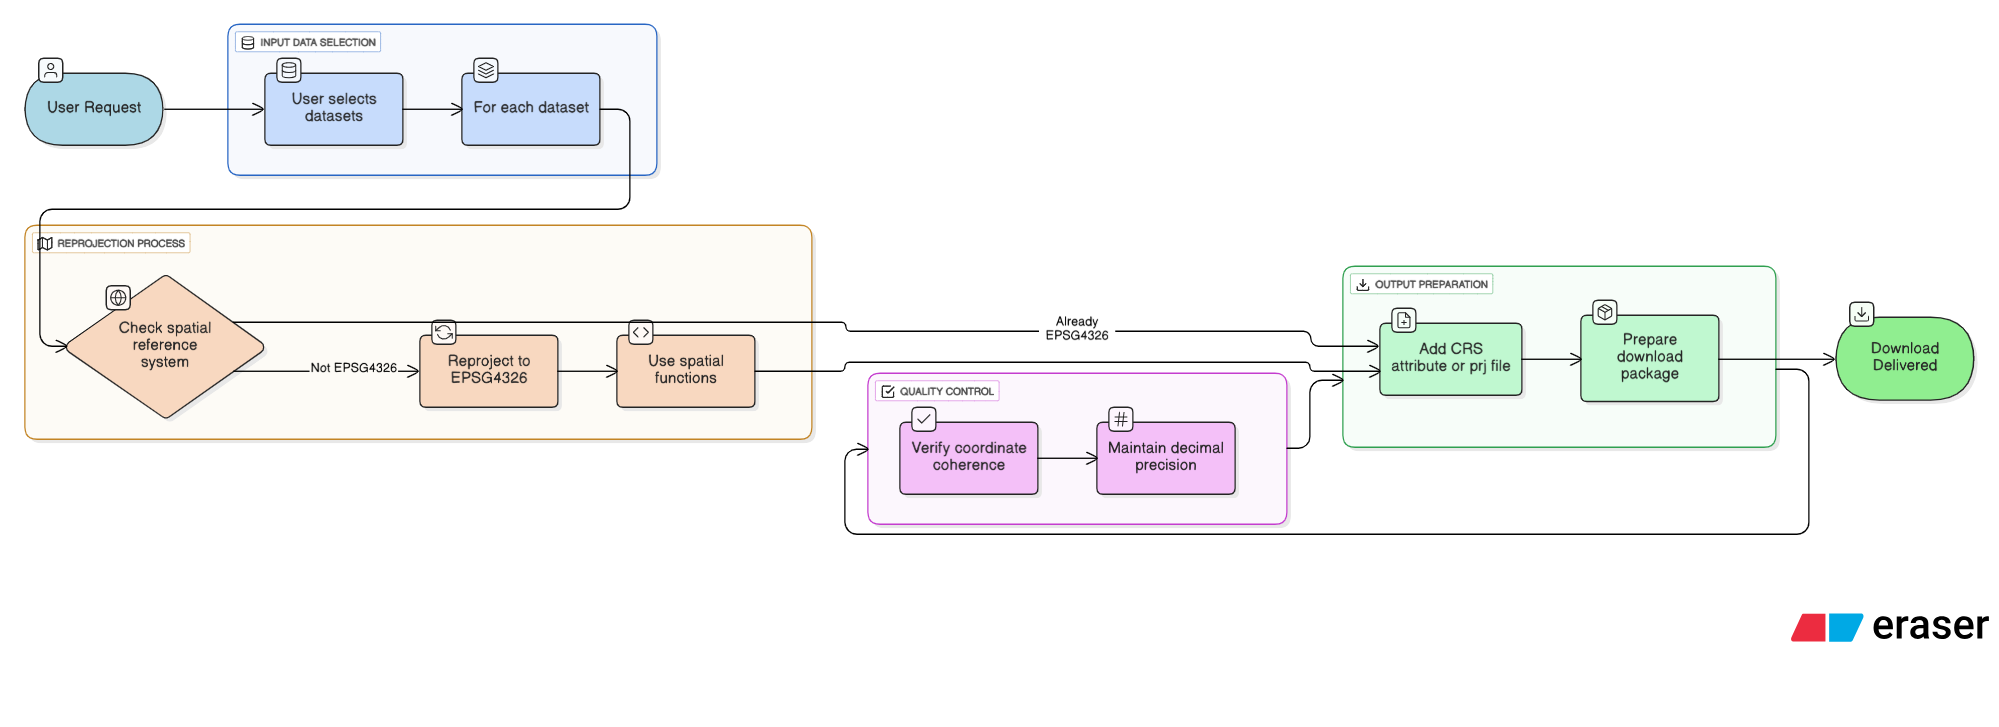 INPUT DATA SELECTION
User Request
User selects
datasets
For each dataset
REPROJECTION PROCESS
Check spatial
reference
system
Not EPSG4326
Reproject to
EPSG4326
Use spatial
functions
Already
EPSG4326
QUALITY CONTROL
Verify coordinate
coherence
Maintain decimal
precision
OUTPUT PREPARATION
Add CRS
attribute or prj file
Prepare
download
package
Download
Delivered
eraser